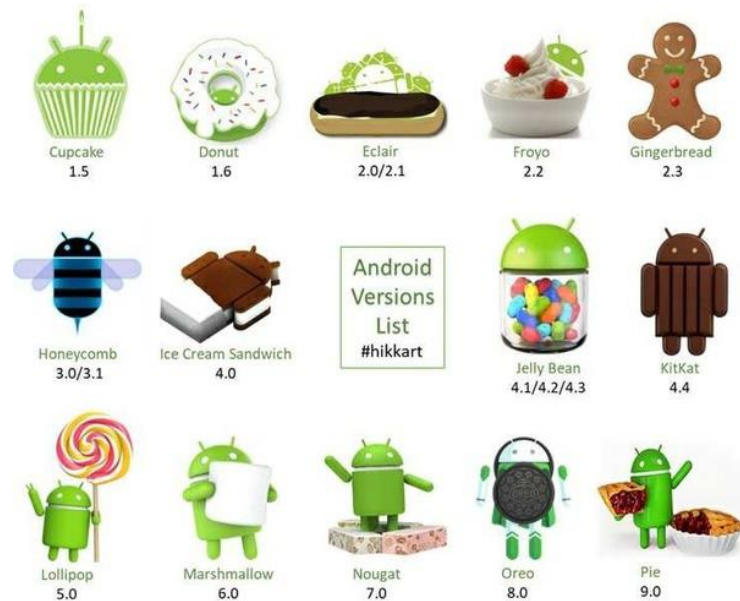 Cupcake
1.5
Donut
1.6
Eclair
2.0/2.1
Froyo
2.2
Gingerbread
2.3
Honeycomb
3.0/3.1
Ice Cream Sandwich
4.0
Android
Versions
List
#hikkart
Jelly Bean
4.1/4.2/4.3
KitKat
4.4
Lollipop
5.0
Marshmallow
6.0
Nougat
7.0
OREO
Oreo
8.0
Pie
9.0